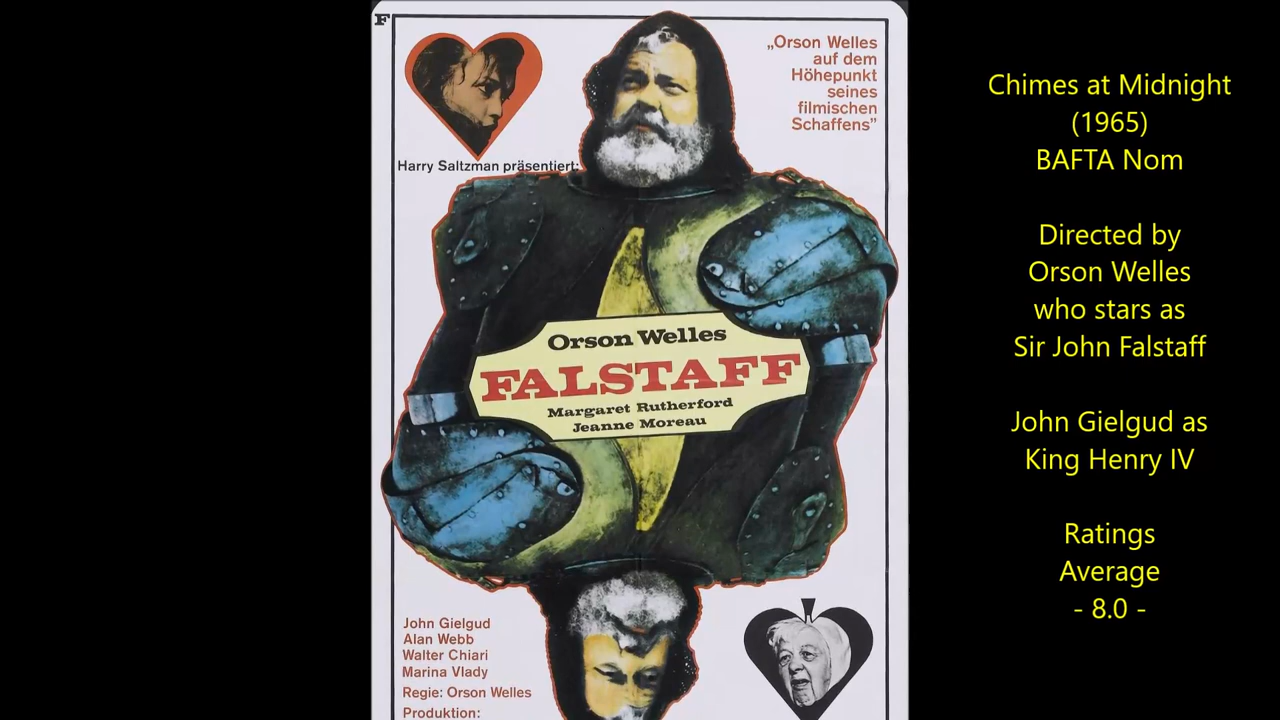 F
„Orson Welles
auf dem
Höhepunkt
seines
filmischen
Schaffens”
Harry Saltzman präsentiert:
Orson Welles
FALSTAFF
Margaret Rutherford
Jeanne Moreau
John Gielgud
Alan Webb
Walter Chiari
Marina Vlady
Regie: Orson Welles
Produktion:
Chimes at Midnight
(1965)
BAFTA Nom
Directed by
Orson Welles
who stars as
Sir John Falstaff
John Gielgud as
King Henry IV
Ratings
Average
- 8.0 -